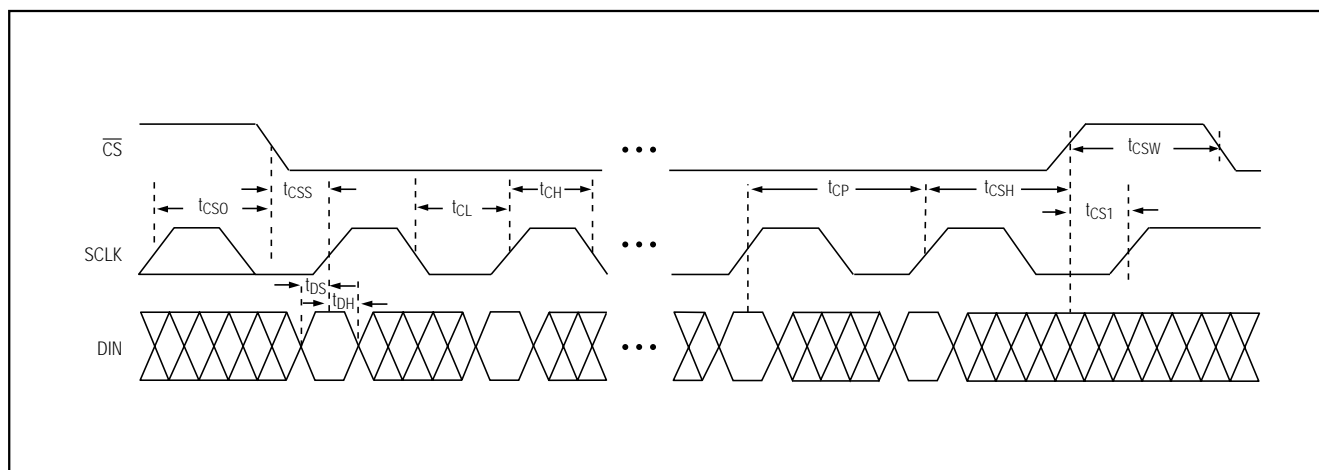 CS
tCSW
tCSS
tCH
tCP
tCSH
tCSO
tCL
tCS1
SCLK
tDS
tDH
DIN